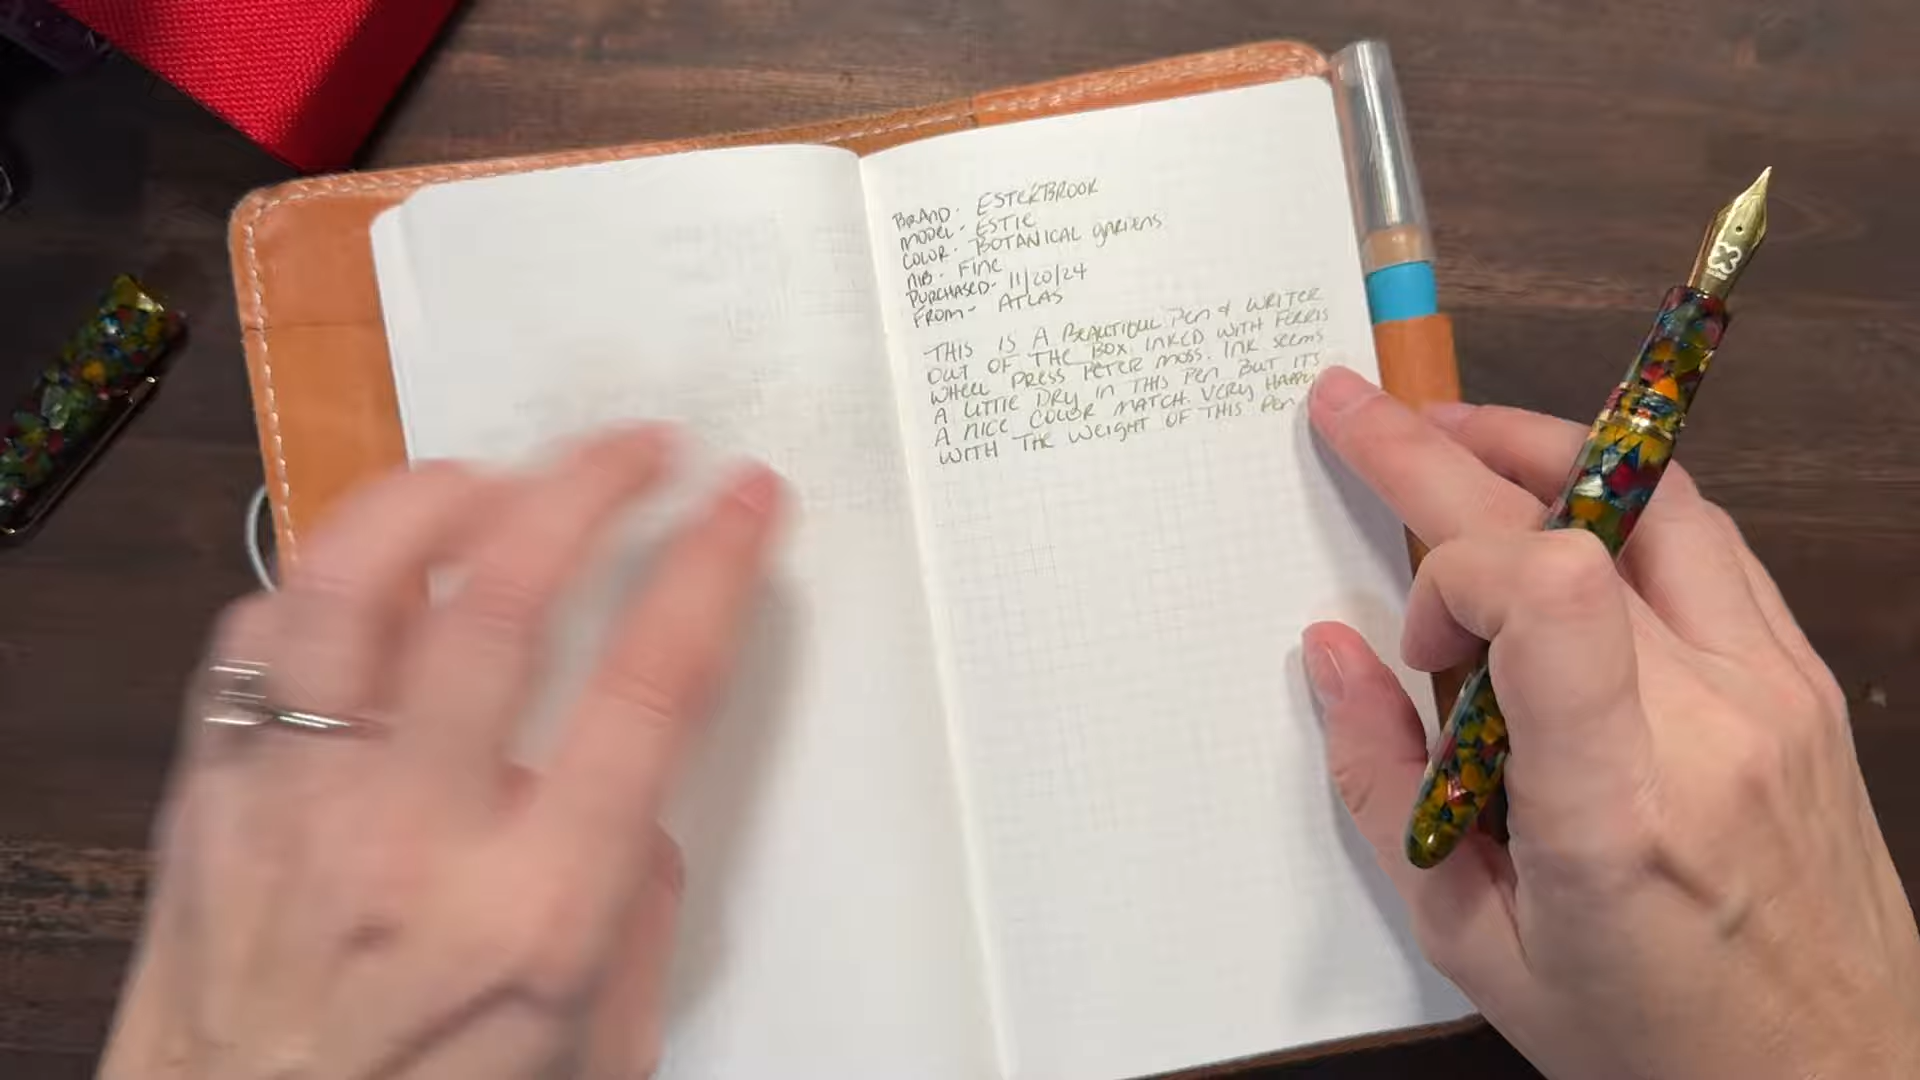 BRAND- ESTERBROOK
MODEL- ESTIE
COLOR- BOTANICAL gARDENS
NIB- FINE
PURCHASED- 11/20/24
FROM- ATLAS
THIS IS A BEAUTIFUL PEN & WRITER
OUT OF THE BOX. INKED WITH FERRIS
WHEEL PRESS PETER MOSS. INK SEEMS
A LITTLE DRY IN THIS PEN BUT ITS
A NICE COLOR MATCH. VERY HAPPY
WITH THE WEIGHT OF THIS PEN